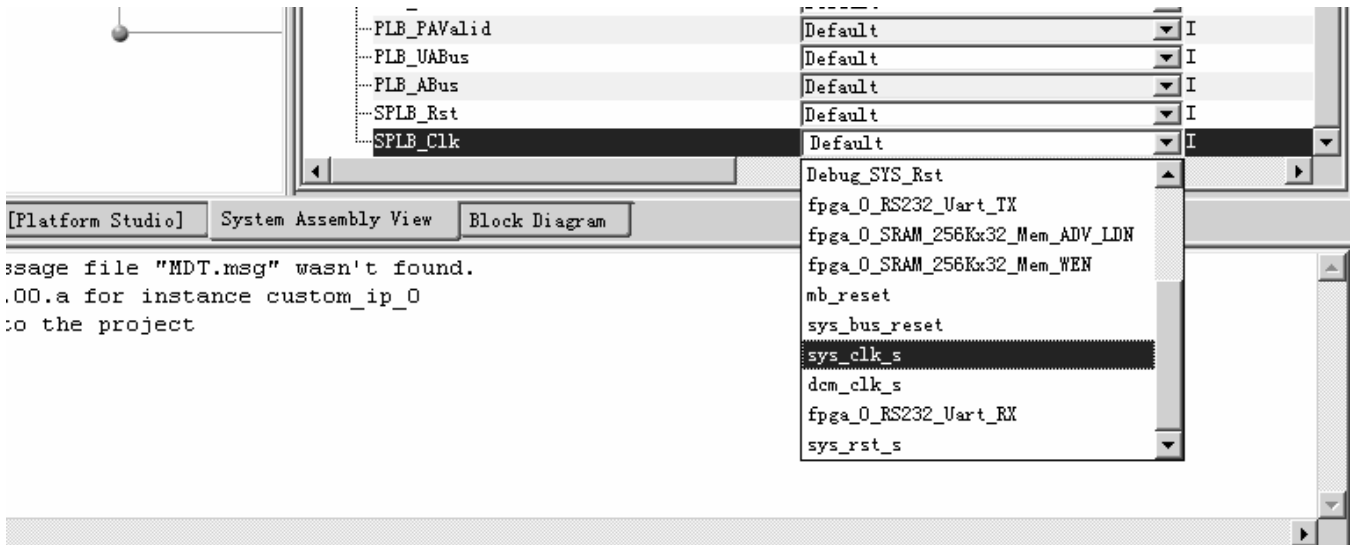 PLB_PAValid Default I
PLB_UABus Default I
PLB_ABus Default I
SPLB_Rst Default I
SPLB_Clk Default I
Debug_SYS_Rst
fpga_0_RS232_Uart_TX
fpga_0_SRAM_256Kx32_Mem_ADV_LDN
fpga_0_SRAM_256Kx32_Mem_WEN
mb_reset
sys_bus_reset
sys_clk_s
dcm_clk_s
fpga_0_RS232_Uart_RX
sys_rst_s
[Platform Studio] System Assembly View Block Diagram
ssage file "MDT.msg" wasn't found.
.00.a for instance custom_ip_0
to the project